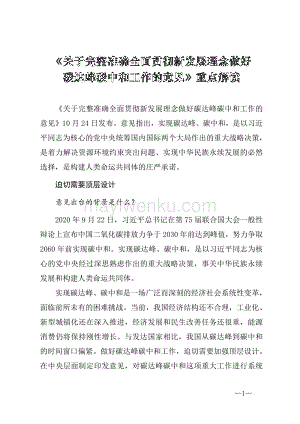 《关于完整准确全面贯彻新发展理念做好
碳达峰碳中和工作的意见》重点解读
《关于完整准确全面贯彻新发展理念做好碳达峰碳中和工作的
意见》10 月 24 日发布。意见指出，实现碳达峰、碳中和，是以习近
平同志为核心的党中央统筹国内国际两个大局作出的重大战略决策，
是着力解决资源环境约束突出问题、实现中华民族永续发展的必然选
择，是构建人类命运共同体的庄严承诺。
迫切需要顶层设计
意见出台的背景是什么？
mayiwenku.com
2020 年 9 月 22 日，习近平总书记在第 75 届联合国大会一般性
辩论上宣布中国二氧化碳排放力争于 2030 年前达到峰值，努力争取
2060 年前实现碳中和。实现碳达峰、碳中和，是以习近平同志为核
心的党中央经过深思熟虑作出的重大战略决策，事关中华民族永续
发展和构建人类命运共同体。
实现碳达峰、碳中和是一场广泛而深刻的经济社会系统性变革，
面临前所未有的困难挑战。当前，我国经济结构还不合理，工业化、
新型城镇化还在深入推进，经济发展和民生改善任务还很重，能源
消费仍将保持刚性增长。与发达国家相比，我国从碳达峰到碳中和
的时间窗口偏紧。做好碳达峰碳中和工作，迫切需要加强顶层设计。
在中央层面制定印发意见，对碳达峰碳中和这项重大工作进行系统
—1—